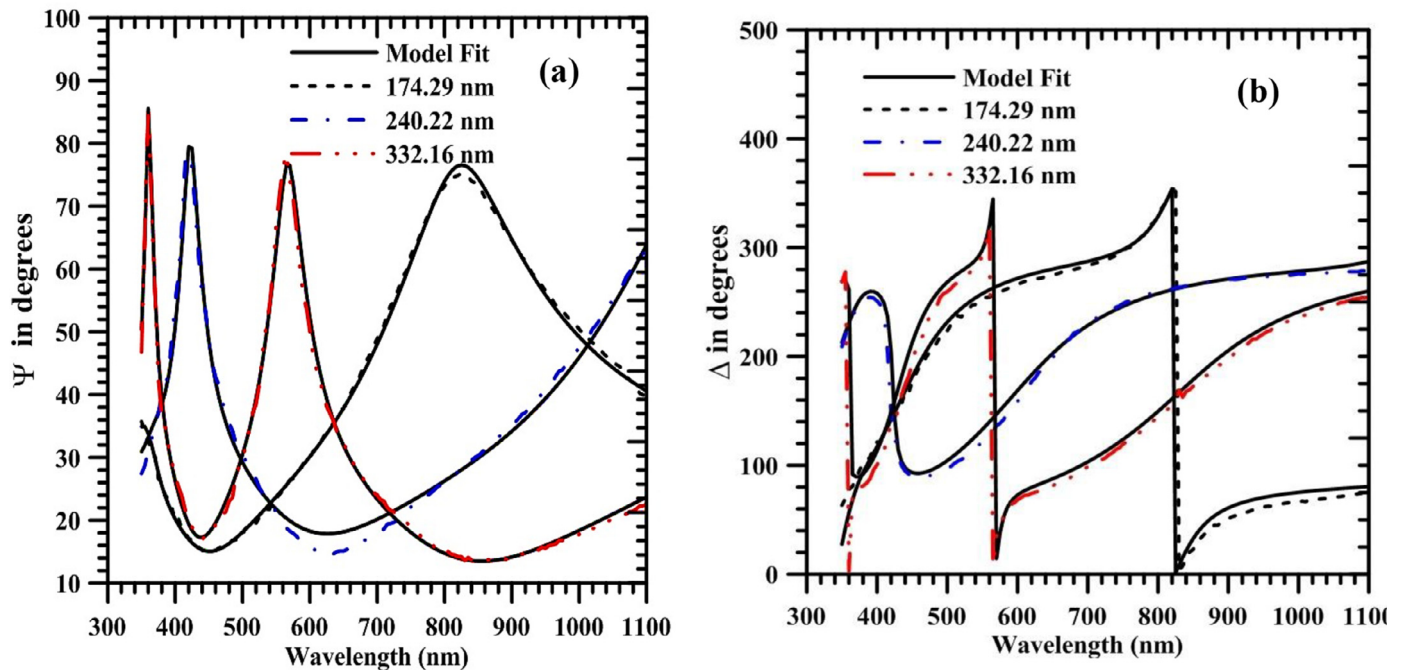 100
90
80
70
60
50
40
30
20
10
Ψ in degrees
Model Fit
174.29 nm
240.22 nm
332.16 nm
(a)
300 400 500 600 700 800 900 1000 1100
Wavelength (nm)
500
400
300
200
100
0
Δ in degrees
Model Fit
174.29 nm
240.22 nm
332.16 nm
(b)
300 400 500 600 700 800 900 1000 1100
Wavelength (nm)